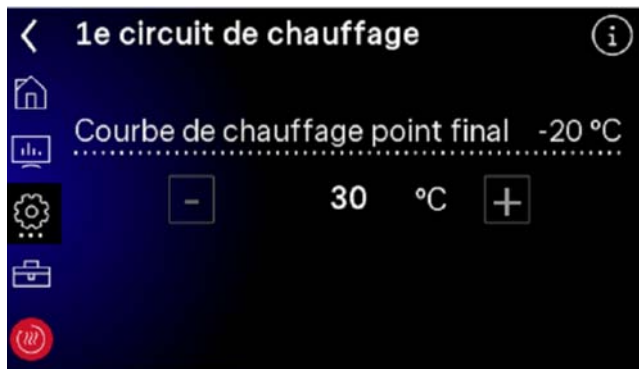 1e circuit de chauffage
Courbe de chauffage point final -20 °C
- 30 °C +